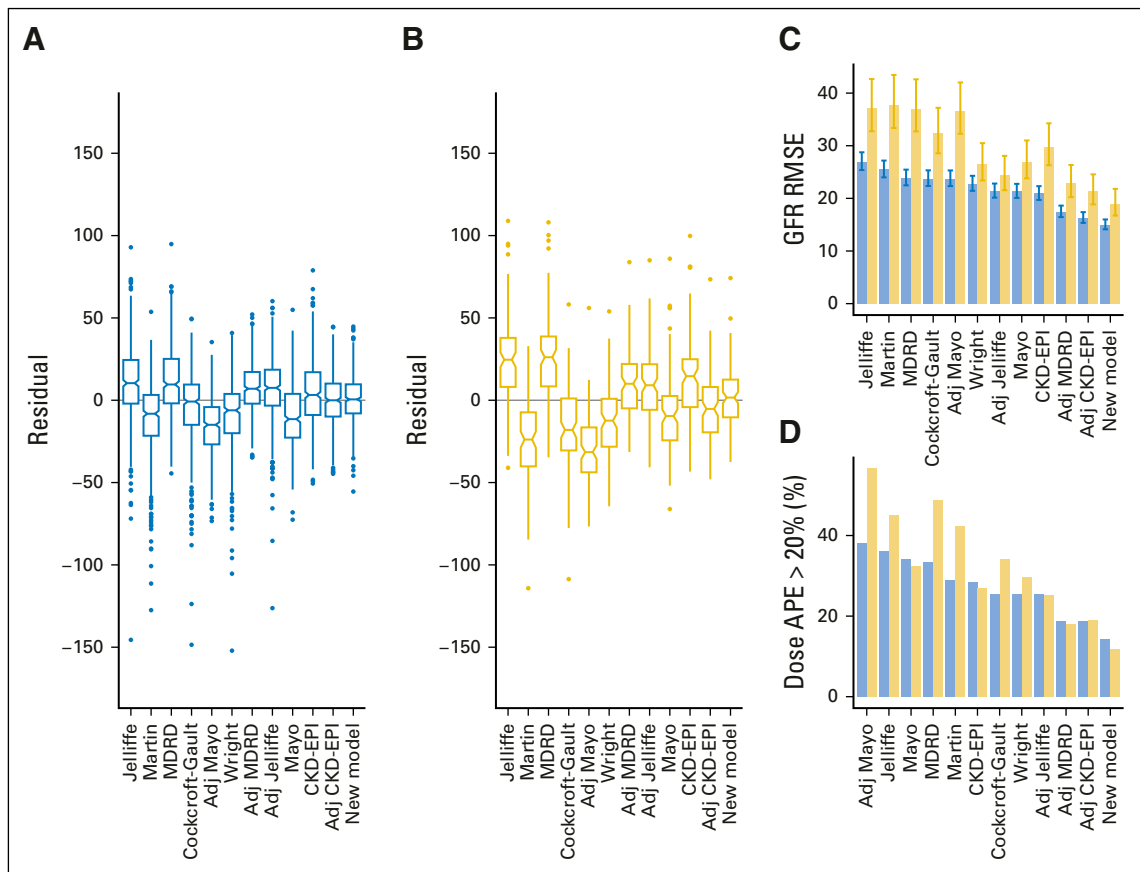 A
Residual
150
100
50
0
−50
−100
−150
Jelliffe
Martin
MDRD
Cockcroft-Gault
Adj Mayo
Wright
Adj MDRD
Adj Jelliffe
Mayo
CKD-EPI
Adj CKD-EPI
New model
B
Residual
150
100
50
0
−50
−100
−150
Jelliffe
Martin
MDRD
Cockcroft-Gault
Adj Mayo
Wright
Adj MDRD
Adj Jelliffe
Mayo
CKD-EPI
Adj CKD-EPI
New model
C
GFR RMSE
40
30
20
10
0
Jelliffe
Martin
MDRD
Cockcroft-Gault
Adj Mayo
Wright
Adj Jelliffe
Mayo
CKD-EPI
Adj MDRD
Adj CKD-EPI
New model
D
Dose APE > 20% (%)
40
20
0
Adj Mayo
Jelliffe
Mayo
MDRD
Martin
CKD-EPI
Cockcroft-Gault
Wright
Adj Jelliffe
Adj MDRD
Adj CKD-EPI
New model